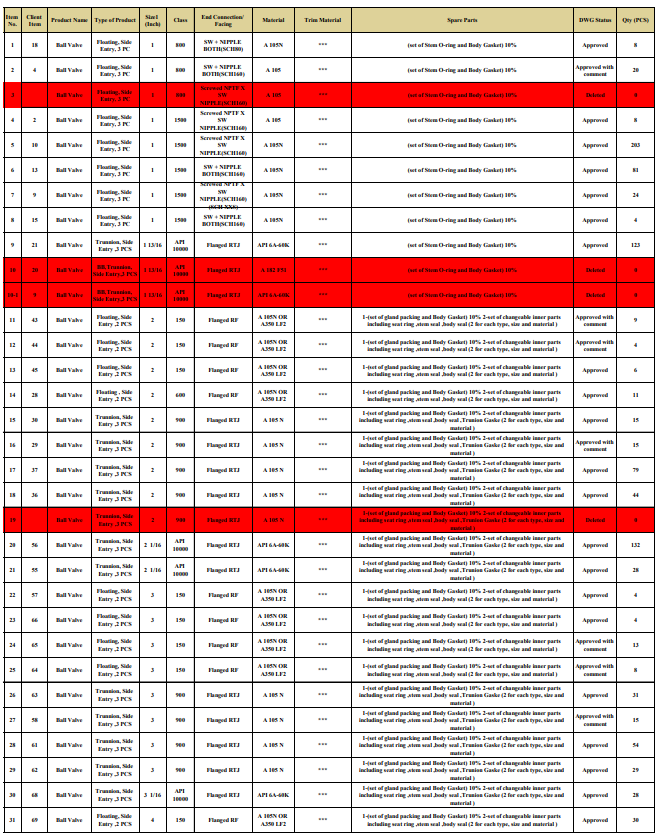 Item No. Client Item Product Name Type of Product Size1 (Inch) Class End Connection/ Facing Material Trim Material Spare Parts DWG Status Qty (PCS)
1 18 Ball Valve Floating, Side Entry, 3 PC 1 800 SW + NIPPLE BOTH(SCH80) A 105N *** (set of Stem O-ring and Body Gasket) 10% Approved 8
2 4 Ball Valve Floating, Side Entry, 3 PC 1 800 SW + NIPPLE BOTH(SCH160) A 105 *** (set of Stem O-ring and Body Gasket) 10% Approved with comment 20
3 Ball Valve Floating, Side Entry, 3 PC 1 800 Screwed NPTF X SW NIPPLE(SCH160) A 105 *** (set of Stem O-ring and Body Gasket) 10% Deleted 0
4 2 Ball Valve Floating, Side Entry, 3 PC 1 1500 Screwed NPTF X SW NIPPLE(SCH160) A 105 *** (set of Stem O-ring and Body Gasket) 10% Approved 8
5 10 Ball Valve Floating, Side Entry, 3 PC 1 1500 Screwed NPTF X SW NIPPLE(SCH160) A 105N *** (set of Stem O-ring and Body Gasket) 10% Approved 203
6 13 Ball Valve Floating, Side Entry, 3 PC 1 1500 SW + NIPPLE BOTH(SCH160) A 105N *** (set of Stem O-ring and Body Gasket) 10% Approved 81
7 9 Ball Valve Floating, Side Entry, 3 PC 1 1500 Screwed NPTF X SW NIPPLE(SCH160) (SCH XXS) A 105N *** (set of Stem O-ring and Body Gasket) 10% Approved 24
8 15 Ball Valve Floating, Side Entry, 3 PC 1 1500 SW + NIPPLE BOTH(SCH160) A 105N *** (set of Stem O-ring and Body Gasket) 10% Approved 4
9 21 Ball Valve Trunnion, Side Entry ,3 PCS 1 13/16 API 10000 Flanged RTJ API 6A-60K *** (set of Stem O-ring and Body Gasket) 10% Approved 123
10 20 Ball Valve BB,Trunnion, Side Entry,3 PCS 1 13/16 API 10000 Flanged RTJ A 182 *** (set of Stem O-ring and Body Gasket) 10% Deleted 0
10-1 Ball Valve BB,Trunnion, Side Entry,3 PCS 1 13/16 API 10000 Flanged RTJ API 6A-60K *** (set of Stem O-ring and Body Gasket) 10% Deleted 0
11 43 Ball Valve Floating, Side Entry ,2 PCS 2 150 Flanged RF A 105N OR A350 LF2 *** 1-(set of gland packing and Body Gasket) 10% 2-set of changeable inner parts including seat ring ,stem seal ,body seal (2 for each type, size and material ) Approved with comment 9
12 44 Ball Valve Floating, Side Entry ,2 PCS 2 150 Flanged RF A 105N OR A350 LF2 *** 1-(set of gland packing and Body Gasket) 10% 2-set of changeable inner parts including seat ring ,stem seal ,body seal (2 for each type, size and material ) Approved with comment 4
13 45 Ball Valve Floating, Side Entry ,2 PCS 2 150 Flanged RF A 105N OR A350 LF2 *** 1-(set of gland packing and Body Gasket) 10% 2-set of changeable inner parts including seat ring ,stem seal ,body seal (2 for each type, size and material ) Approved 6
14 28 Ball Valve Floating , Side Entry ,2 PCS 2 600 Flanged RF A 105N OR A350 LF2 *** 1-(set of gland packing and Body Gasket) 10% 2-set of changeable inner parts including seat ring ,stem seal ,body seal (2 for each type, size and material ) Approved 11
15 30 Ball Valve Trunnion, Side Entry ,3 PCS 2 900 Flanged RTJ A 105 N *** 1-(set of gland packing and Body Gasket) 10% 2-set of changeable inner parts including seat ring ,stem seal ,body seal ,Trunion Gaske (2 for each type, size and material ) Approved 15
16 29 Ball Valve Trunnion, Side Entry ,3 PCS 2 900 Flanged RTJ A 105 N *** 1-(set of gland packing and Body Gasket) 10% 2-set of changeable inner parts including seat ring ,stem seal ,body seal ,Trunion Gaske (2 for each type, size and material ) Approved with comment 15
17 37 Ball Valve Trunnion, Side Entry ,3 PCS 2 900 Flanged RTJ A 105 N *** 1-(set of gland packing and Body Gasket) 10% 2-set of changeable inner parts including seat ring ,stem seal ,body seal ,Trunion Gaske (2 for each type, size and material ) Approved 79
18 36 Ball Valve Trunnion, Side Entry ,3 PCS 2 900 Flanged RTJ A 105 N *** 1-(set of gland packing and Body Gasket) 10% 2-set of changeable inner parts including seat ring ,stem seal ,body seal ,Trunion Gaske (2 for each type, size and material ) Approved 44
19 Ball Valve Trunnion, Side Entry ,3 PCS 2 900 Flanged RTJ A 105 N *** 1-(set of gland packing and Body Gasket) 10% 2-set of changeable inner parts including seat ring ,stem seal ,body seal ,Trunion Gaske (2 for each type, size and material ) Deleted 0
20 56 Ball Valve Trunnion, Side Entry ,3 PCS 2 1/16 API 10000 Flanged RTJ API 6A-60K *** 1-(set of gland packing and Body Gasket) 10% 2-set of changeable inner parts including seat ring ,stem seal ,body seal ,Trunion Gaske (2 for each type, size and material ) Approved 132
21 55 Ball Valve Trunnion, Side Entry ,3 PCS 2 1/16 API 10000 Flanged RTJ API 6A-60K *** 1-(set of gland packing and Body Gasket) 10% 2-set of changeable inner parts including seat ring ,stem seal ,body seal ,Trunion Gaske (2 for each type, size and material ) Approved 28
22 57 Ball Valve Floating, Side Entry ,2 PCS 3 150 Flanged RF A 105N OR A350 LF2 *** 1-(set of gland packing and Body Gasket) 10% 2-set of changeable inner parts including seat ring ,stem seal ,body seal (2 for each type, size and material ) Approved 4
23 66 Ball Valve Floating, Side Entry ,2 PCS 3 150 Flanged RF A 105N OR A350 LF2 *** 1-(set of gland packing and Body Gasket) 10% 2-set of changeable inner parts including seat ring ,stem seal ,body seal (2 for each type, size and material ) Approved 4
24 65 Ball Valve Floating, Side Entry ,2 PCS 3 150 Flanged RF A 105N OR A350 LF2 *** 1-(set of gland packing and Body Gasket) 10% 2-set of changeable inner parts including seat ring ,stem seal ,body seal (2 for each type, size and material ) Approved with comment 13
25 64 Ball Valve Floating, Side Entry ,2 PCS 3 150 Flanged RF A 105N OR A350 LF2 *** 1-(set of gland packing and Body Gasket) 10% 2-set of changeable inner parts including seat ring ,stem seal ,body seal (2 for each type, size and material ) Approved with comment 8
26 63 Ball Valve Trunnion, Side Entry ,3 PCS 3 900 Flanged RTJ A 105 N *** 1-(set of gland packing and Body Gasket) 10% 2-set of changeable inner parts including seat ring ,stem seal ,body seal ,Trunion Gaske (2 for each type, size and material ) Approved 31
27 58 Ball Valve Trunnion, Side Entry ,3 PCS 3 900 Flanged RTJ A 105 N *** 1-(set of gland packing and Body Gasket) 10% 2-set of changeable inner parts including seat ring ,stem seal ,body seal ,Trunion Gaske (2 for each type, size and material ) Approved with comment 15
28 61 Ball Valve Trunnion, Side Entry ,3 PCS 3 900 Flanged RTJ A 105 N *** 1-(set of gland packing and Body Gasket) 10% 2-set of changeable inner parts including seat ring ,stem seal ,body seal ,Trunion Gaske (2 for each type, size and material ) Approved 54
29 62 Ball Valve Trunnion, Side Entry ,3 PCS 3 900 Flanged RTJ A 105 N *** 1-(set of gland packing and Body Gasket) 10% 2-set of changeable inner parts including seat ring ,stem seal ,body seal ,Trunion Gaske (2 for each type, size and material ) Approved 29
30 68 Ball Valve Trunnion, Side Entry ,3 PCS 3 1/16 API 10000 Flanged RTJ API 6A-60K *** 1-(set of gland packing and Body Gasket) 10% 2-set of changeable inner parts including seat ring ,stem seal ,body seal ,Trunion Gaske (2 for each type, size and material ) Approved 28
31 69 Ball Valve Floating, Side Entry ,2 PCS 4 150 Flanged RF A 105N OR A350 LF2 *** 1-(set of gland packing and Body Gasket) 10% 2-set of changeable inner parts including seat ring ,stem seal ,body seal (2 for each type, size and material ) Approved 30